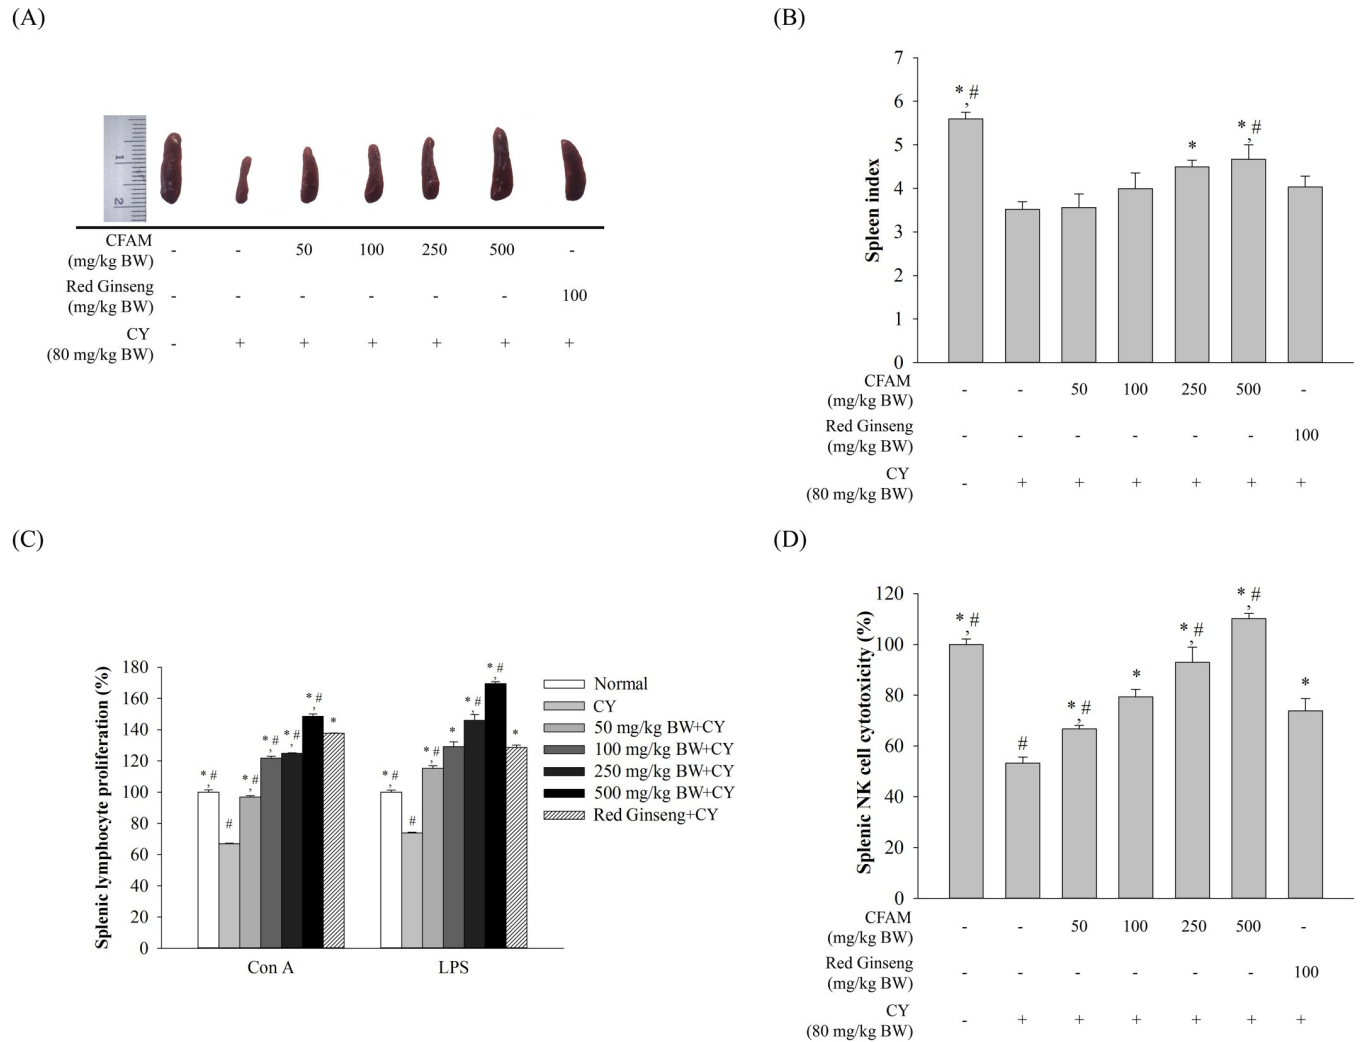 (A)
1
2
CFAM
(mg/kg BW)
- - 50 100 250 500 -
Red Ginseng
(mg/kg BW)
- - - - - - 100
CY
(80 mg/kg BW)
- + + + + + +
(B)
Spleen index
7
6
5
4
3
2
1
0
*,#
*
*,#
CFAM
(mg/kg BW)
- - 50 100 250 500 -
Red Ginseng
(mg/kg BW)
- - - - - - 100
CY
(80 mg/kg BW)
- + + + + + +
(C)
Splenic lymphocyte proliferation (%)
180
160
140
120
100
80
60
40
20
0
*,# # *,# *,# *,# *,# *
*,# # *,# * *,# *,# *
Con A LPS
Normal
CY
50 mg/kg BW+CY
100 mg/kg BW+CY
250 mg/kg BW+CY
500 mg/kg BW+CY
Red Ginseng+CY
(D)
Splenic NK cell cytotoxicity (%)
120
100
80
60
40
20
0
*,# # *,# * *,# *,# *
CFAM
(mg/kg BW)
- - 50 100 250 500 -
Red Ginseng
(mg/kg BW)
- - - - - - 100
CY
(80 mg/kg BW)
- + + + + + +